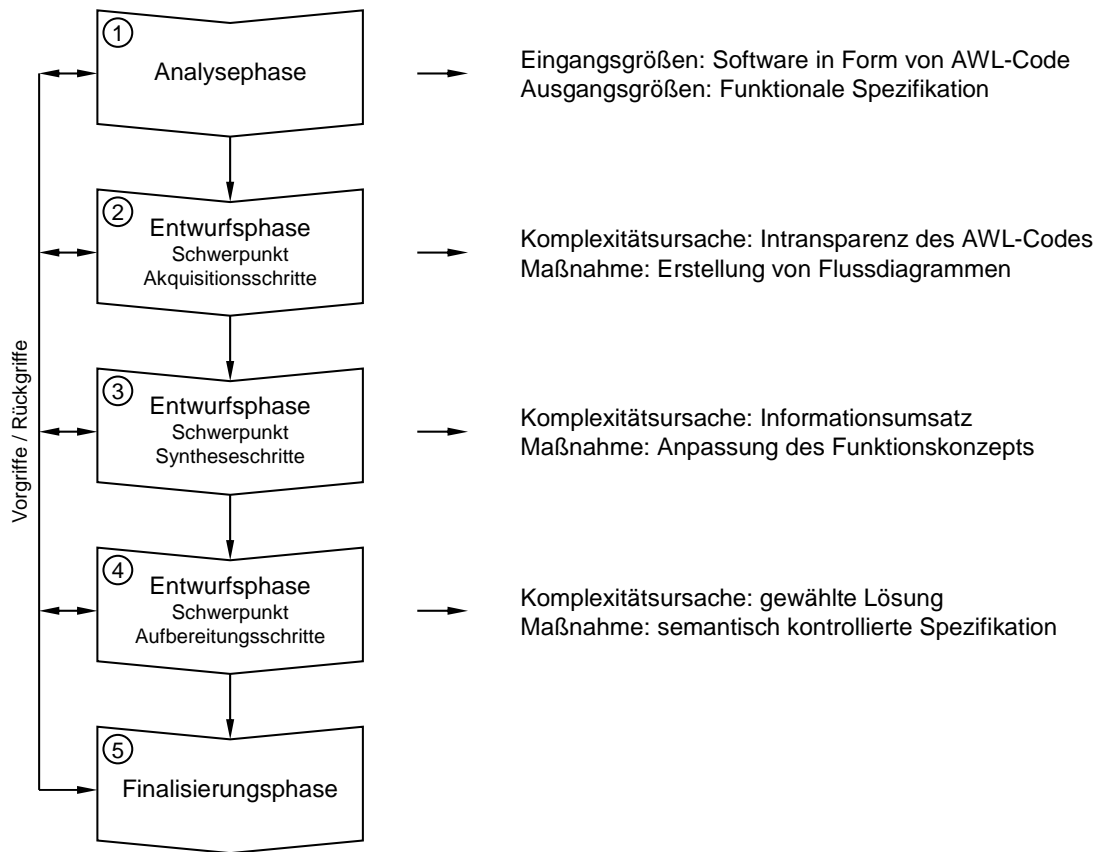 1
Analysephase
Eingangsgrößen: Software in Form von AWL-Code
Ausgangsgrößen: Funktionale Spezifikation
2
Entwurfsphase
Schwerpunkt
Akquisitionsschritte
Komplexitätsursache: Intransparenz des AWL-Codes
Maßnahme: Erstellung von Flussdiagrammen
Vorgriffe / Rückgriffe
3
Entwurfsphase
Schwerpunkt
Syntheseschritte
Komplexitätsursache: Informationsumsatz
Maßnahme: Anpassung des Funktionskonzepts
4
Entwurfsphase
Schwerpunkt
Aufbereitungsschritte
Komplexitätsursache: gewählte Lösung
Maßnahme: semantisch kontrollierte Spezifikation
5
Finalisierungsphase